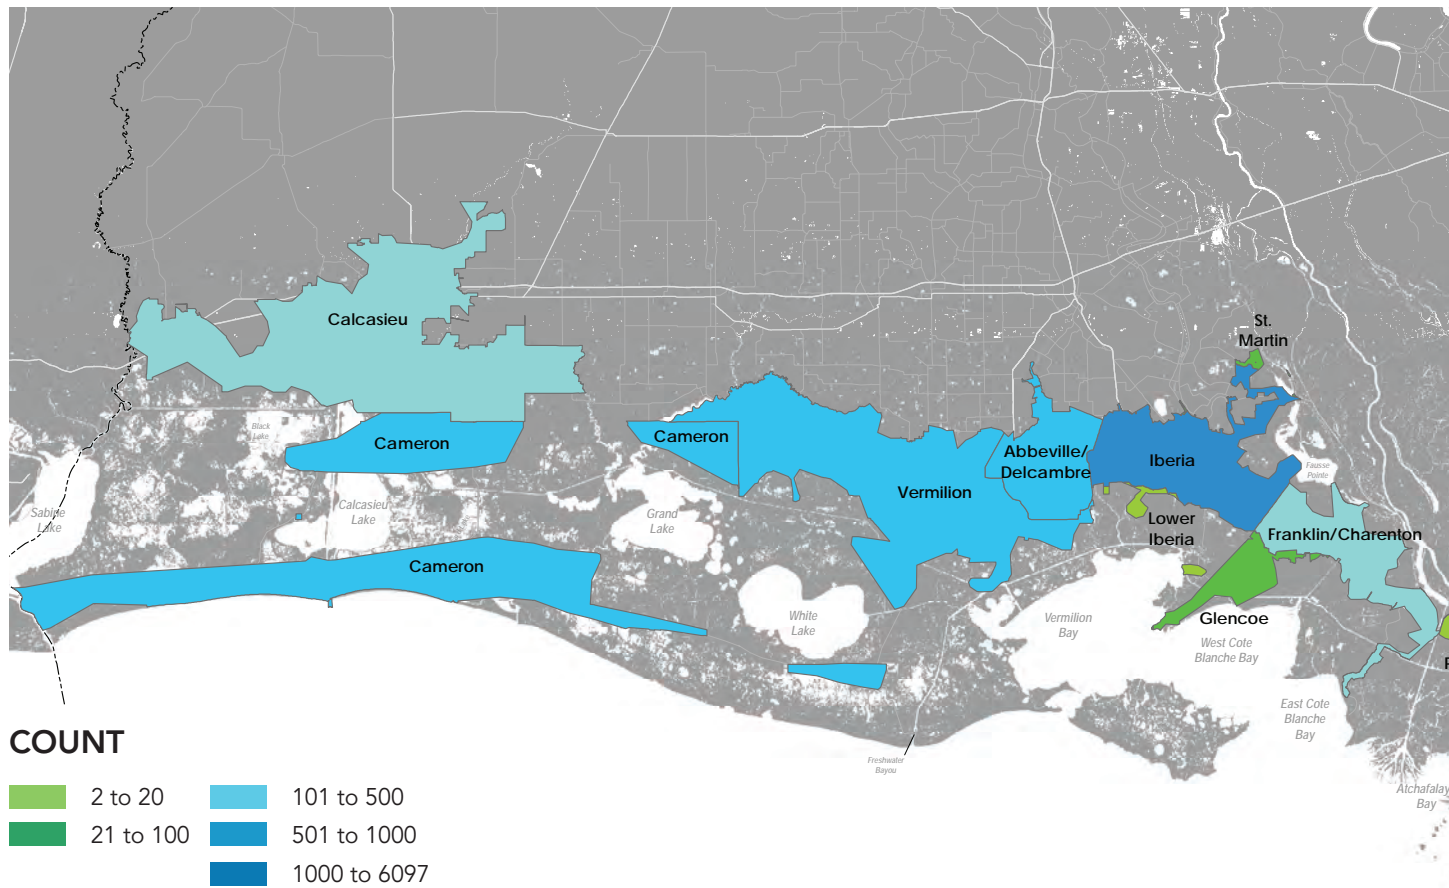 St.
Martin
Calcasieu
Black
Lake
Cameron
Cameron
Abbeville/
Delcambre
Iberia
Fausse
Pointe
Vermilion
Sabine
Lake
Calcasieu
Lake
Grand
Lake
Lower
Iberia
Franklin/Charenton
Cameron
White
Lake
Vermilion
Bay
Glencoe
West Cote
Blanche Bay
P
East Cote
Blanche
Bay
Freshwater
Bayou
Atchafalay
Bay
COUNT
2 to 20
21 to 100
101 to 500
501 to 1000
1000 to 6097